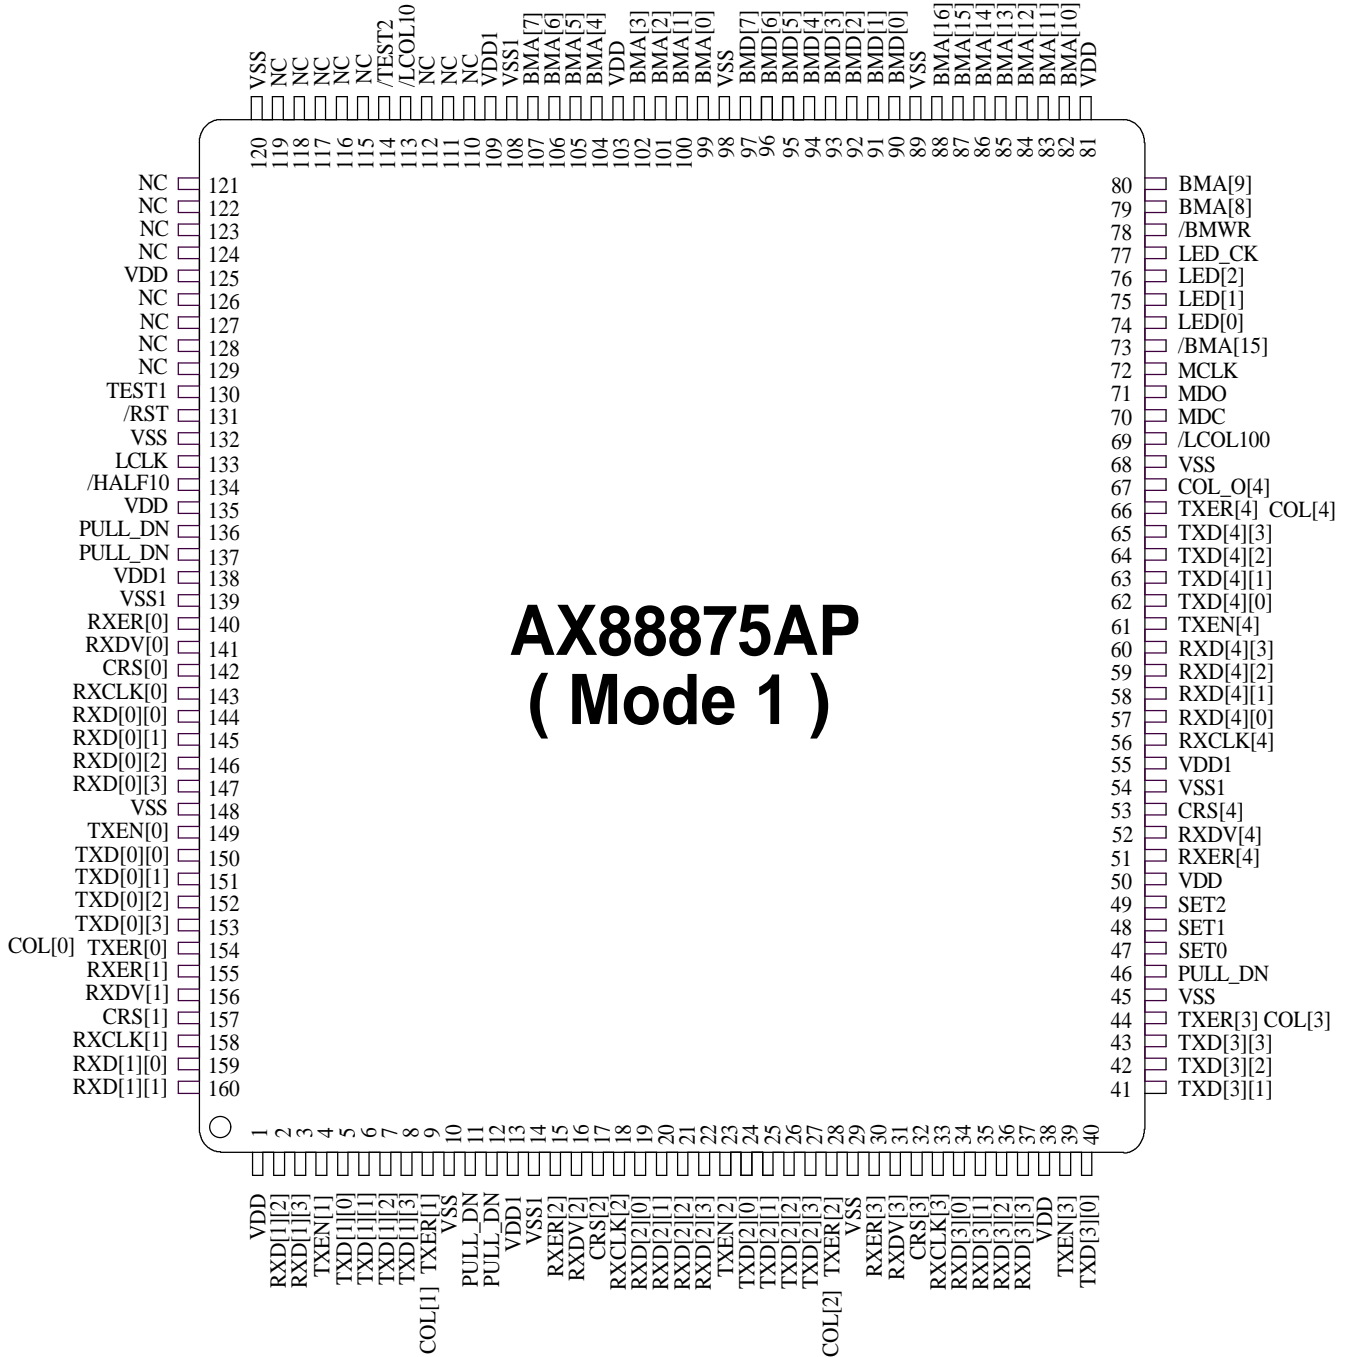 VSS NC NC NC NC NC /TEST2 /LCOL10 NC NC NC VDD1 VSS1 BMA[7] BMA[6] BMA[5] BMA[4] VDD BMA[3] BMA[2] BMA[1] BMA[0] VSS BMD[7] BMD[6] BMD[5] BMD[4] BMD[3] BMD[2] BMD[1] BMD[0] VSS BMA[16] BMA[15] BMA[14] BMA[13] BMA[12] BMA[11] BMA[10] VDD
120 119 118 117 116 115 114 113 112 111 110 109 108 107 106 105 104 103 102 101 100 99 98 97 96 95 94 93 92 91 90 89 88 87 86 85 84 83 82 81
NC 121
NC 122
NC 123
NC 124
VDD 125
NC 126
NC 127
NC 128
NC 129
TEST1 130
/RST 131
VSS 132
LCLK 133
/HALF10 134
VDD 135
PULL_DN 136
PULL_DN 137
VDD1 138
VSS1 139
RXER[0] 140
RXDV[0] 141
CRS[0] 142
RXCLK[0] 143
RXD[0][0] 144
RXD[0][1] 145
RXD[0][2] 146
RXD[0][3] 147
VSS 148
TXEN[0] 149
TXD[0][0] 150
TXD[0][1] 151
TXD[0][2] 152
TXD[0][3] 153
COL[0] TXER[0] 154
RXER[1] 155
RXDV[1] 156
CRS[1] 157
RXCLK[1] 158
RXD[1][0] 159
RXD[1][1] 160
AX88875AP
( Mode 1 )
80 BMA[9]
79 BMA[8]
78 /BMWR
77 LED_CK
76 LED[2]
75 LED[1]
74 LED[0]
73 /BMA[15]
72 MCLK
71 MDO
70 MDC
69 /LCOL100
68 VSS
67 COL_O[4]
66 TXER[4] COL[4]
65 TXD[4][3]
64 TXD[4][2]
63 TXD[4][1]
62 TXD[4][0]
61 TXEN[4]
60 RXD[4][3]
59 RXD[4][2]
58 RXD[4][1]
57 RXD[4][0]
56 RXCLK[4]
55 VDD1
54 VSS1
53 CRS[4]
52 RXDV[4]
51 RXER[4]
50 VDD
49 SET2
48 SET1
47 SET0
46 PULL_DN
45 VSS
44 TXER[3] COL[3]
43 TXD[3][3]
42 TXD[3][2]
41 TXD[3][1]
1 2 3 4 5 6 7 8 9 10 11 12 13 14 15 16 17 18 19 20 21 22 23 24 25 26 27 28 29 30 31 32 33 34 35 36 37 38 39 40
VDD RXD[1][2] RXD[1][3] TXEN[1] TXD[1][0] TXD[1][1] TXD[1][2] TXD[1][3] COL[1] TXER[1] VSS PULL_DN PULL_DN VDD1 VSS1 RXER[2] RXDV[2] CRS[2] RXCLK[2] RXD[2][0] RXD[2][1] RXD[2][2] RXD[2][3] TXEN[2] TXD[2][0] TXD[2][1] TXD[2][2] TXD[2][3] COL[2] TXER[2] VSS RXER[3] RXDV[3] CRS[3] RXCLK[3] RXD[3][0] RXD[3][1] RXD[3][2] RXD[3][3] VDD TXEN[3] TXD[3][0]